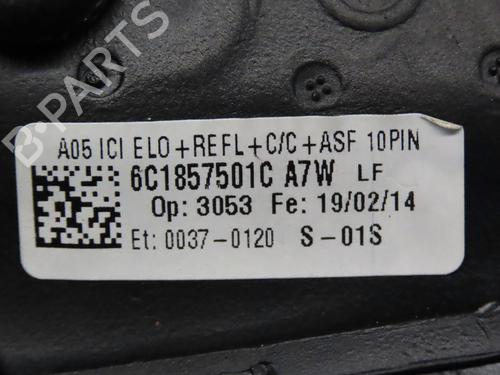 A05 ICI ELO+REFL+C/C+ASF 10PIN
6C1857501C A7W LF
Op: 3053 Fe: 19/02/14
Et: 0037-0120 S-01S
B-PARTS